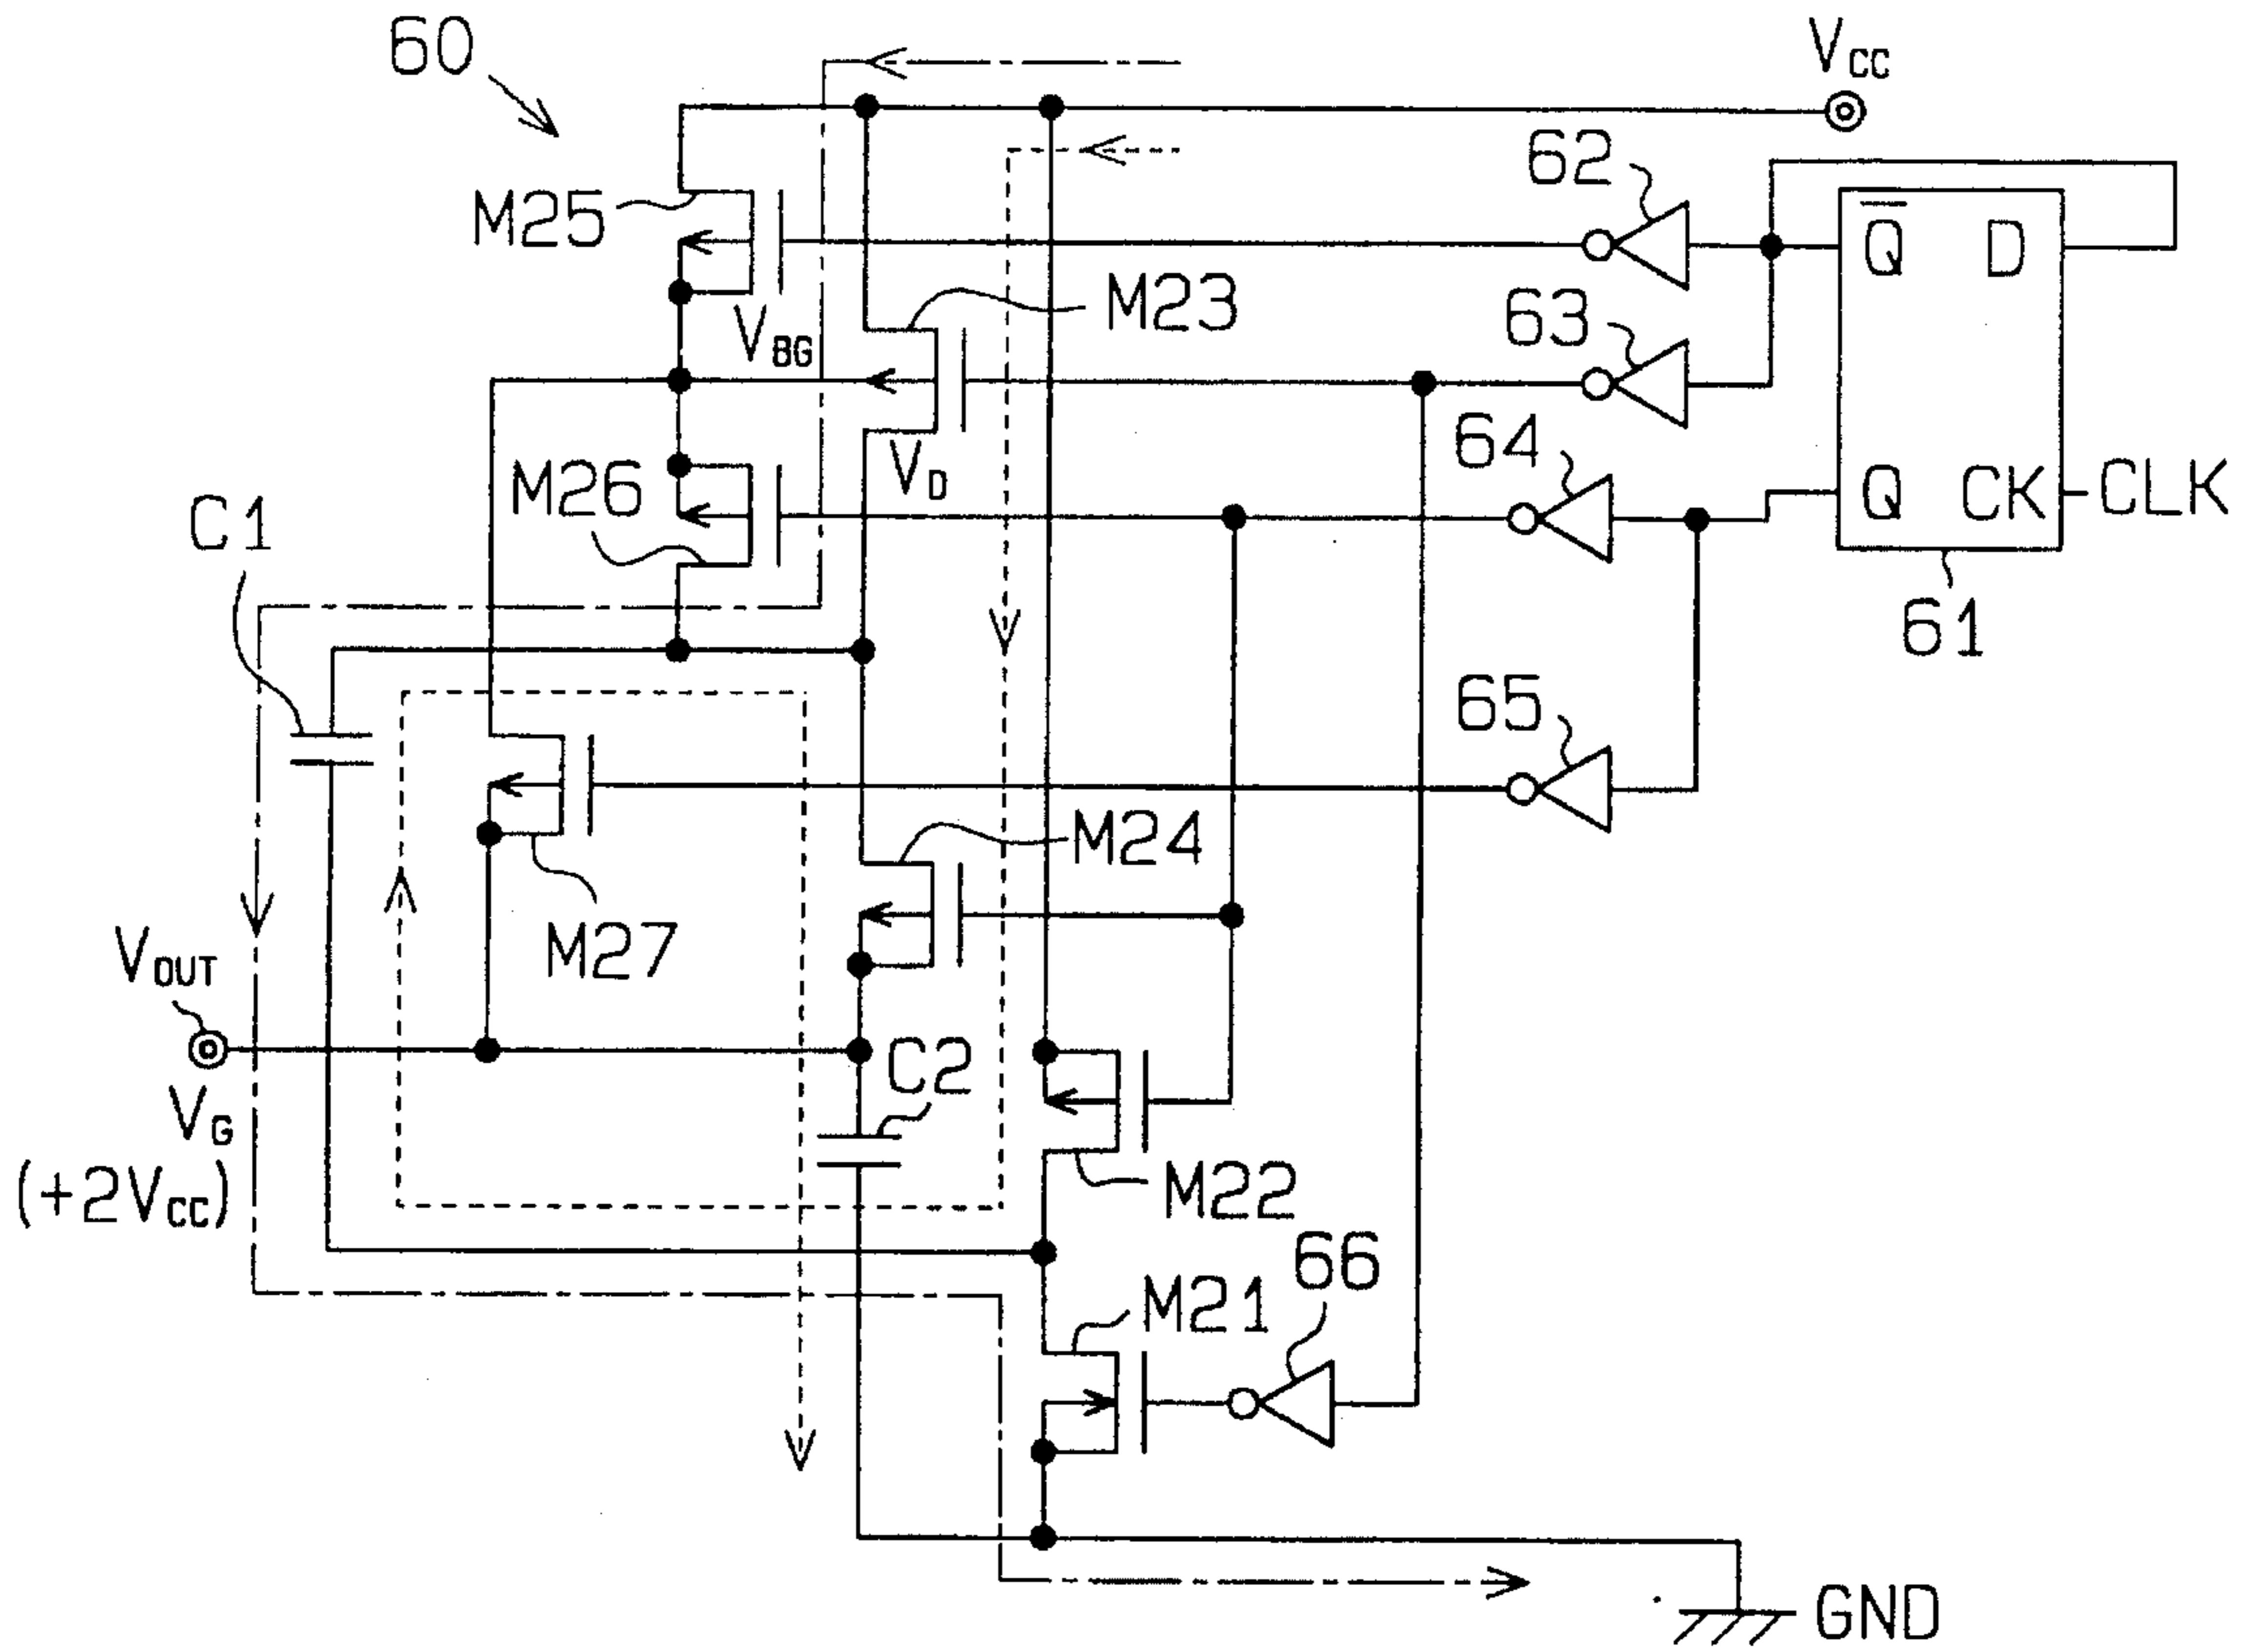 60
VCC
62
M25
Q D
M23
63
VBG
64
M26
VD
C1
Q CK CLK
61
65
M24
M27
VOUT
C2
VG
(+2VCC)
M22
66
M21
GND